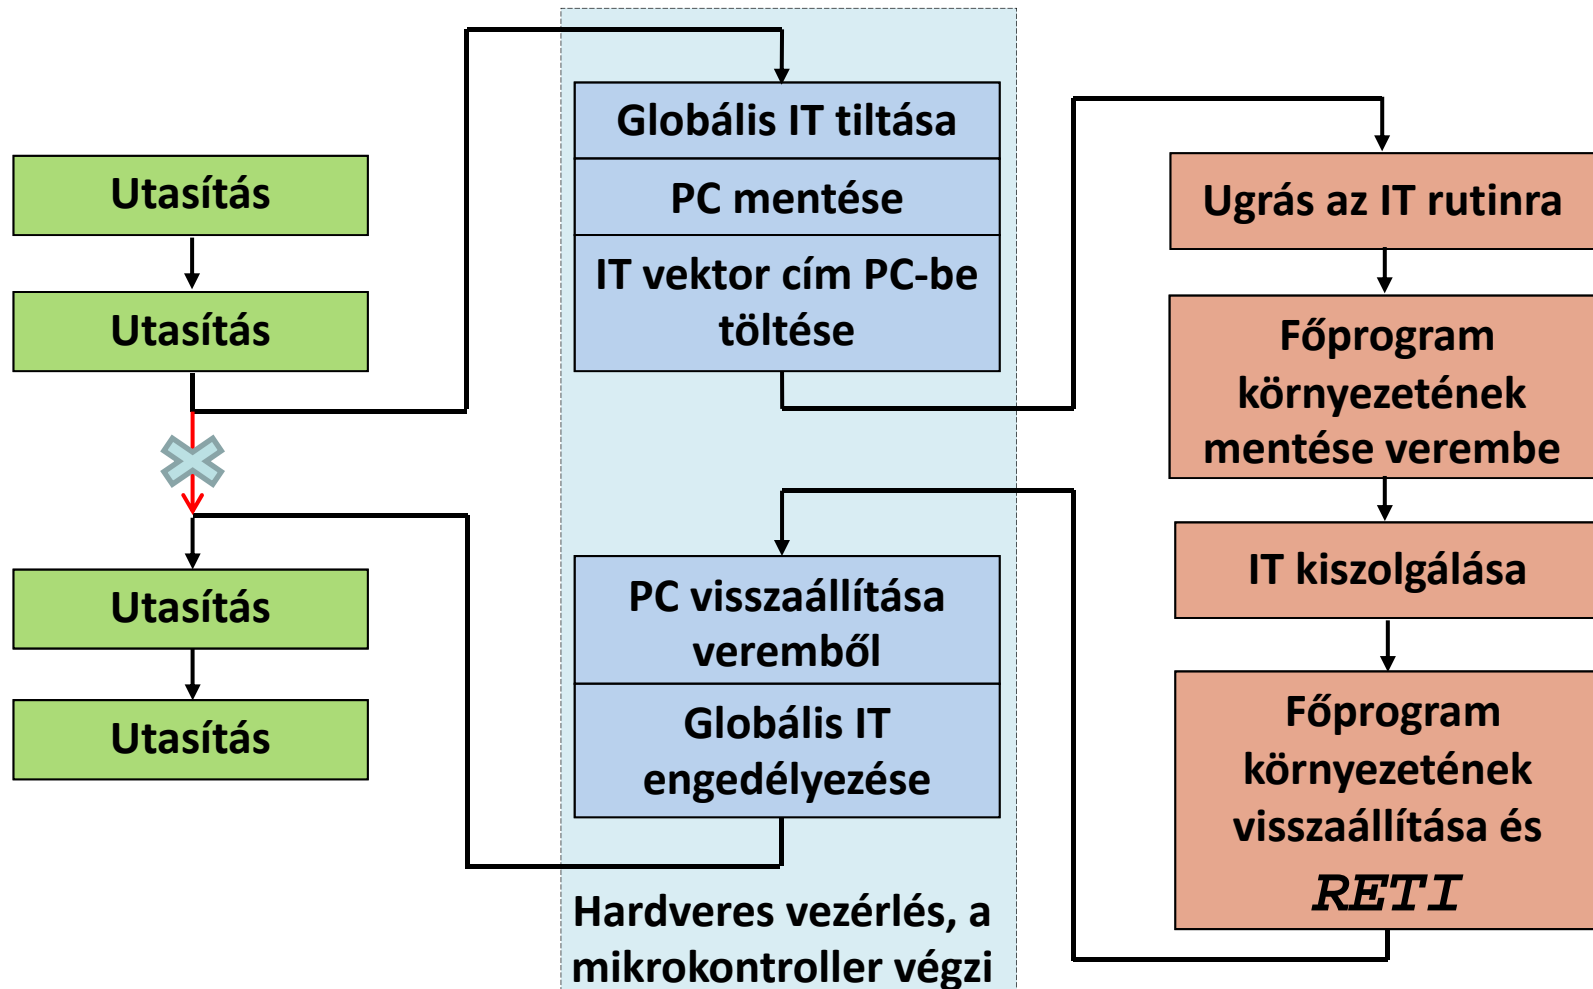 Utasítás
Utasítás
Utasítás
Utasítás
Globális IT tiltása
PC mentése
IT vektor cím PC-be
töltése
PC visszaállítása
veremből
Globális IT
engedélyezése
Hardveres vezérlés, a
mikrokontroller végzi
Ugrás az IT rutinra
Főprogram
környezetének
mentése verembe
IT kiszolgálása
Főprogram
környezetének
visszaállítása és
RETI